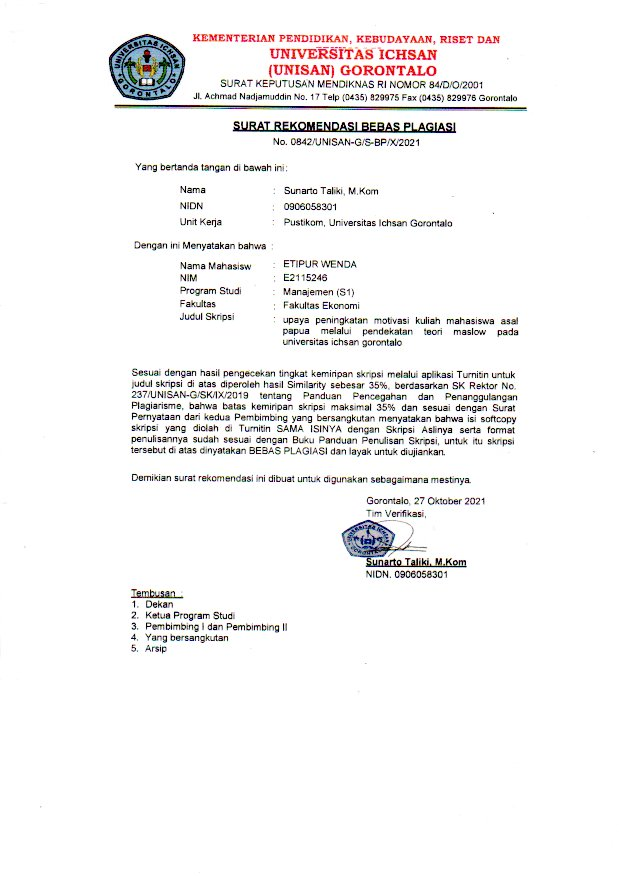 KEMENTERIAN PENDIDIKAN, KEBUDAYAAN, RISET DAN
UNIVERSITAS ICHSAN
(UNISAN) GORONTALO
SURAT KEPUTUSAN MENDIKNAS RI NOMOR 84/D/O/2001
Jl. Achmad Nadjamuddin No. 17 Telp (0435) 829975 Fax (0435) 829976 Gorontalo
UNIVERSITAS ICHSAN
GORONTALO
SURAT REKOMENDASI BEBAS PLAGIASI
No. 0842/UNISAN-G/S-BP/X/2021
Yang bertanda tangan di bawah ini :
Nama : Sunarto Taliki, M.Kom
NIDN : 0906058301
Unit Kerja : Pustikom, Universitas Ichsan Gorontalo
Dengan ini Menyatakan bahwa :
Nama Mahasisw : ETIPUR WENDA
NIM : E2115246
Program Studi : Manajemen (S1)
Fakultas : Fakultas Ekonomi
Judul Skripsi : upaya peningkatan motivasi kuliah mahasiswa asal
papua melalui pendekatan teori maslow pada
universitas ichsan gorontalo
Sesuai dengan hasil pengecekan tingkat kemiripan skripsi melalui aplikasi Turnitin untuk
judul skripsi di atas diperoleh hasil Similarity sebesar 35%, berdasarkan SK Rektor No.
237/UNISAN-G/SK/IX/2019 tentang Panduan Pencegahan dan Penanggulangan
Plagiarisme, bahwa batas kemiripan skripsi maksimal 35% dan sesuai dengan Surat
Pernyataan dari kedua Pembimbing yang bersangkutan menyatakan bahwa isi softcopy
skripsi yang diolah di Turnitin SAMA ISINYA dengan Skripsi Aslinya serta format
penulisannya sudah sesuai dengan Buku Panduan Penulisan Skripsi, untuk itu skripsi
tersebut di atas dinyatakan BEBAS PLAGIASI dan layak untuk diujiankan.
Demikian surat rekomendasi ini dibuat untuk digunakan sebagaimana mestinya.
Gorontalo, 27 Oktober 2021
Tim Verifikasi,
Sunarto Taliki, M.Kom
NIDN. 0906058301
Tembusan :
1. Dekan
2. Ketua Program Studi
3. Pembimbing I dan Pembimbing II
4. Yang bersangkutan
5. Arsip